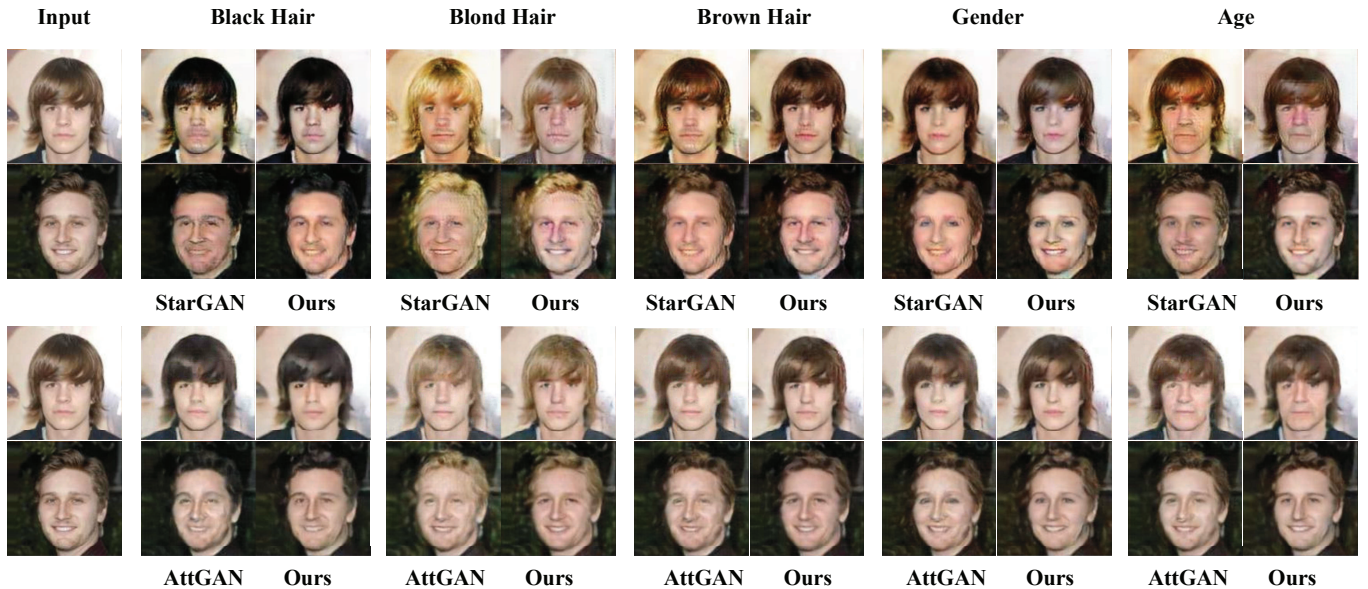 Input Black Hair Blond Hair Brown Hair Gender Age
StarGAN Ours StarGAN Ours StarGAN Ours StarGAN Ours StarGAN Ours
AttGAN Ours AttGAN Ours AttGAN Ours AttGAN Ours AttGAN Ours